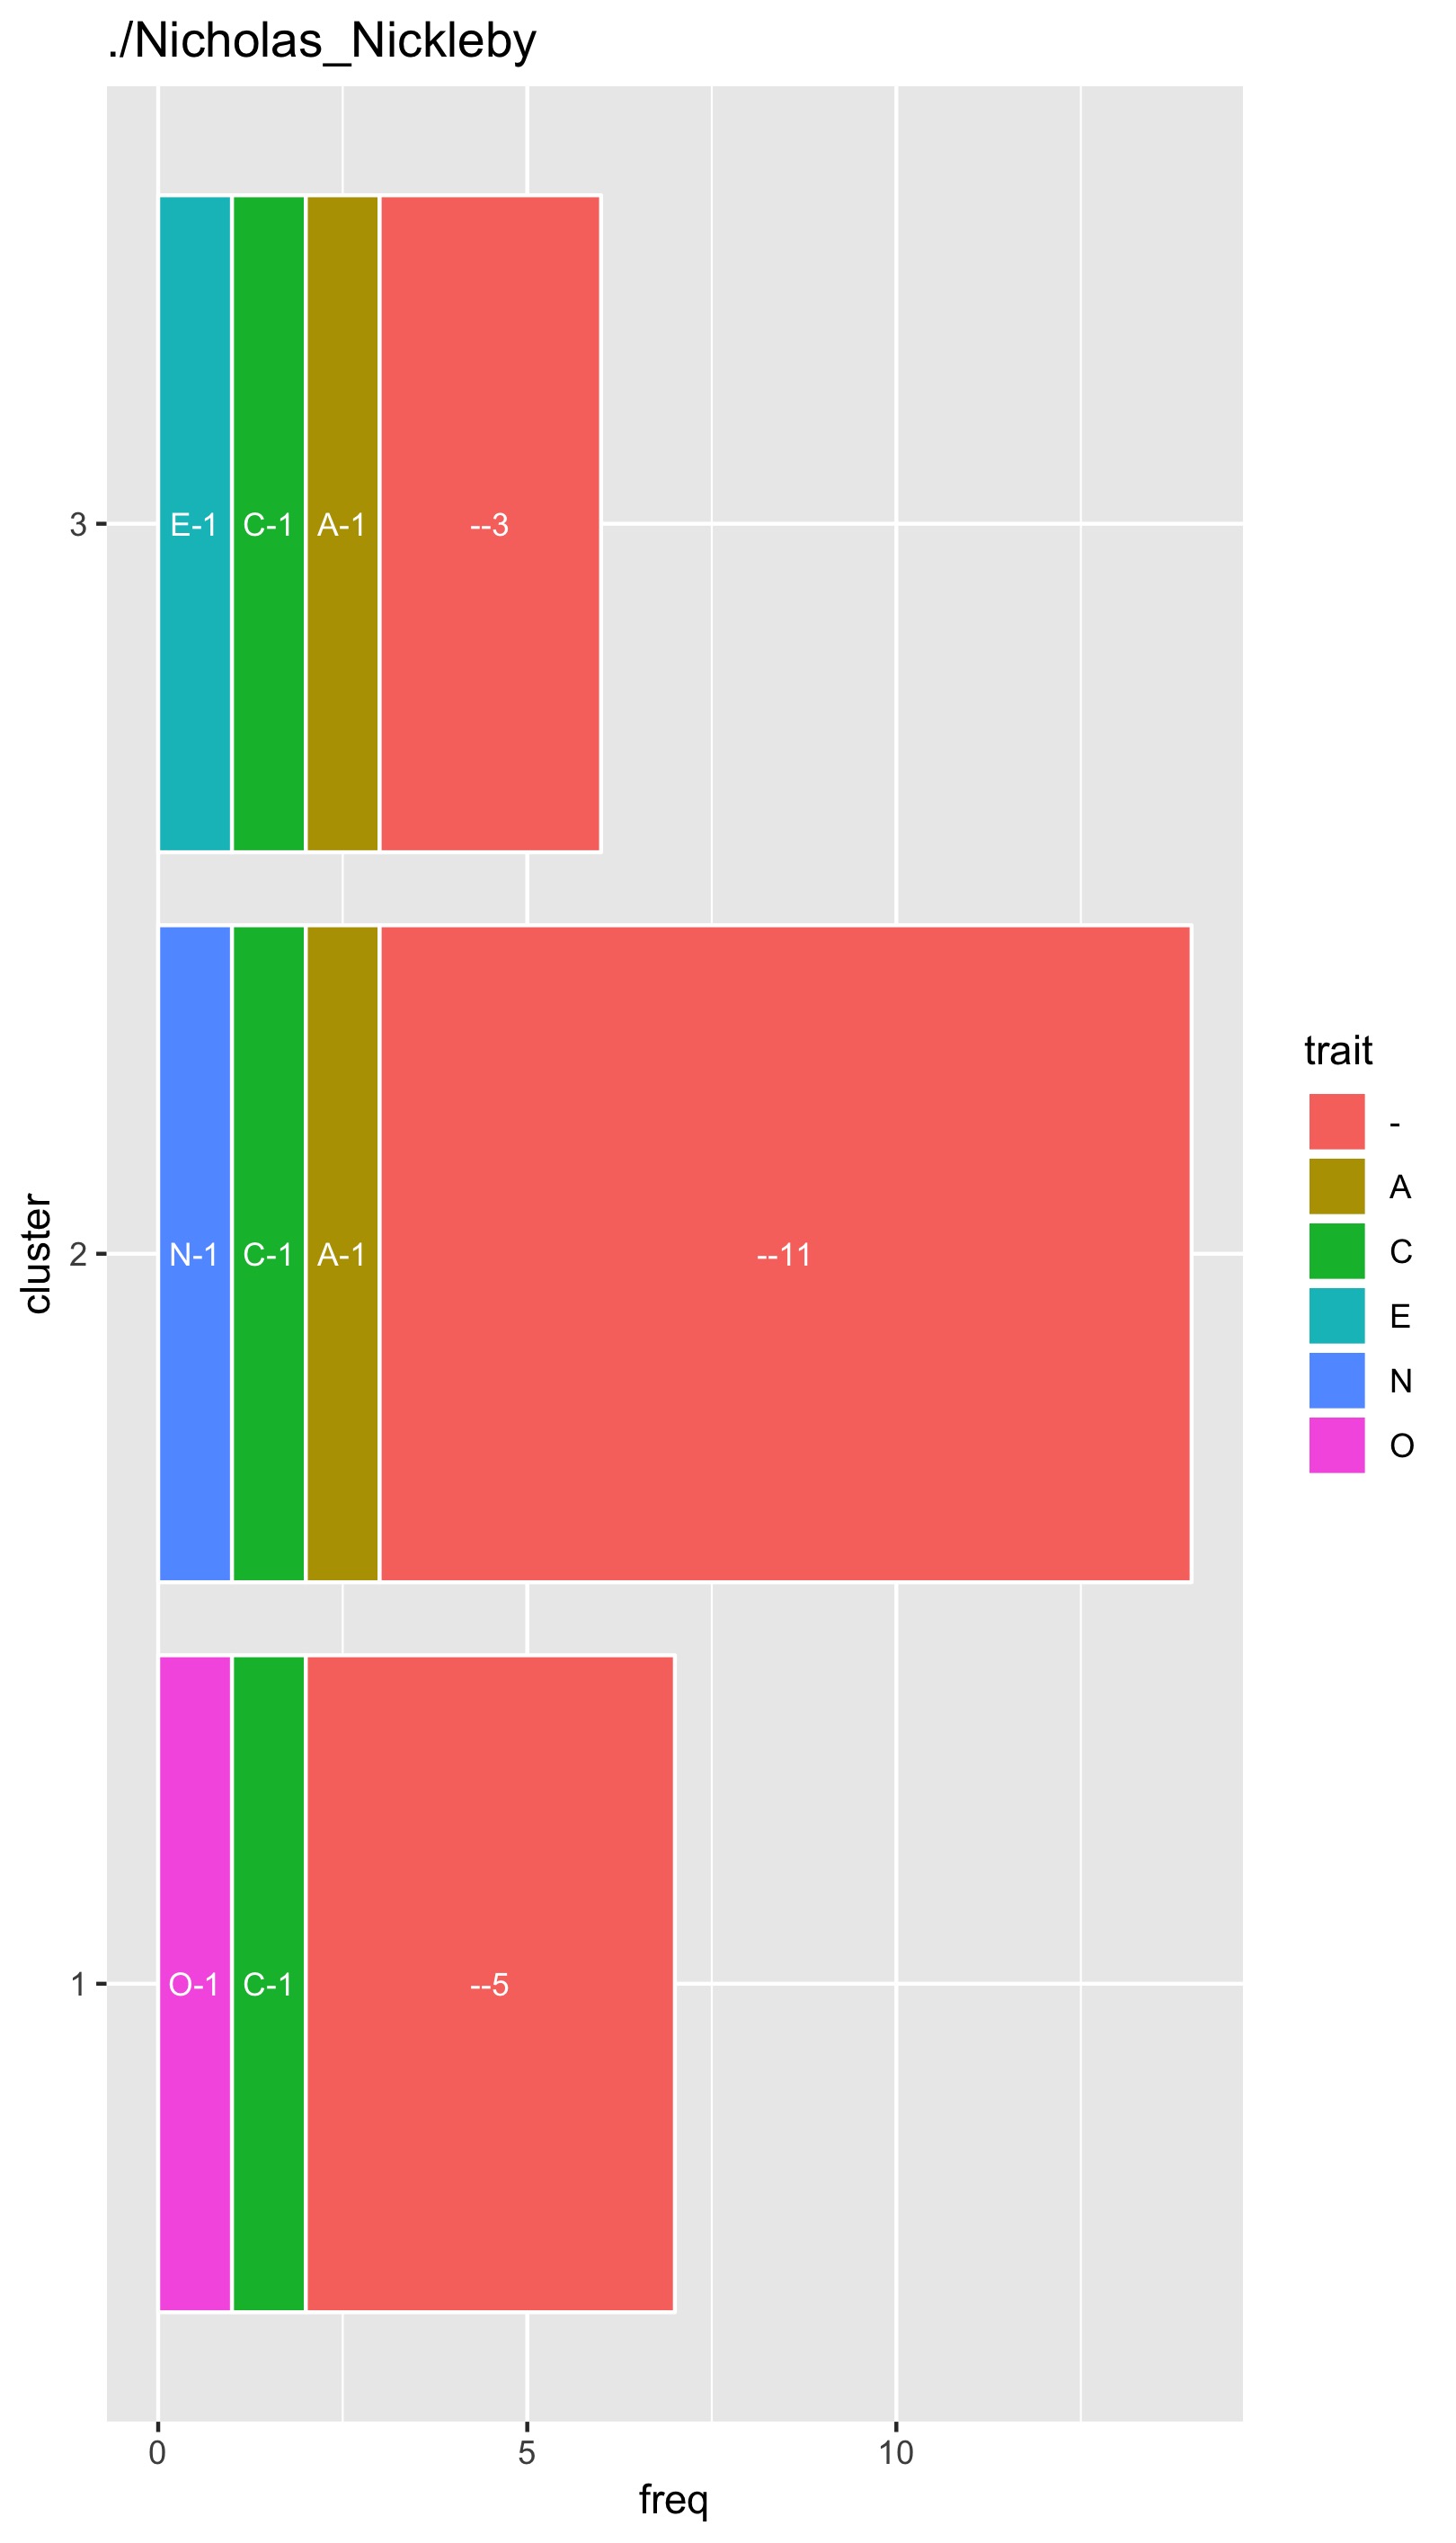 ./Nicholas_Nickleby
3
E-1 C-1 A-1 --3
cluster
2
N-1 C-1 A-1 --11
1
O-1 C-1 --5
0 5 10
freq
trait
-
A
C
E
N
O